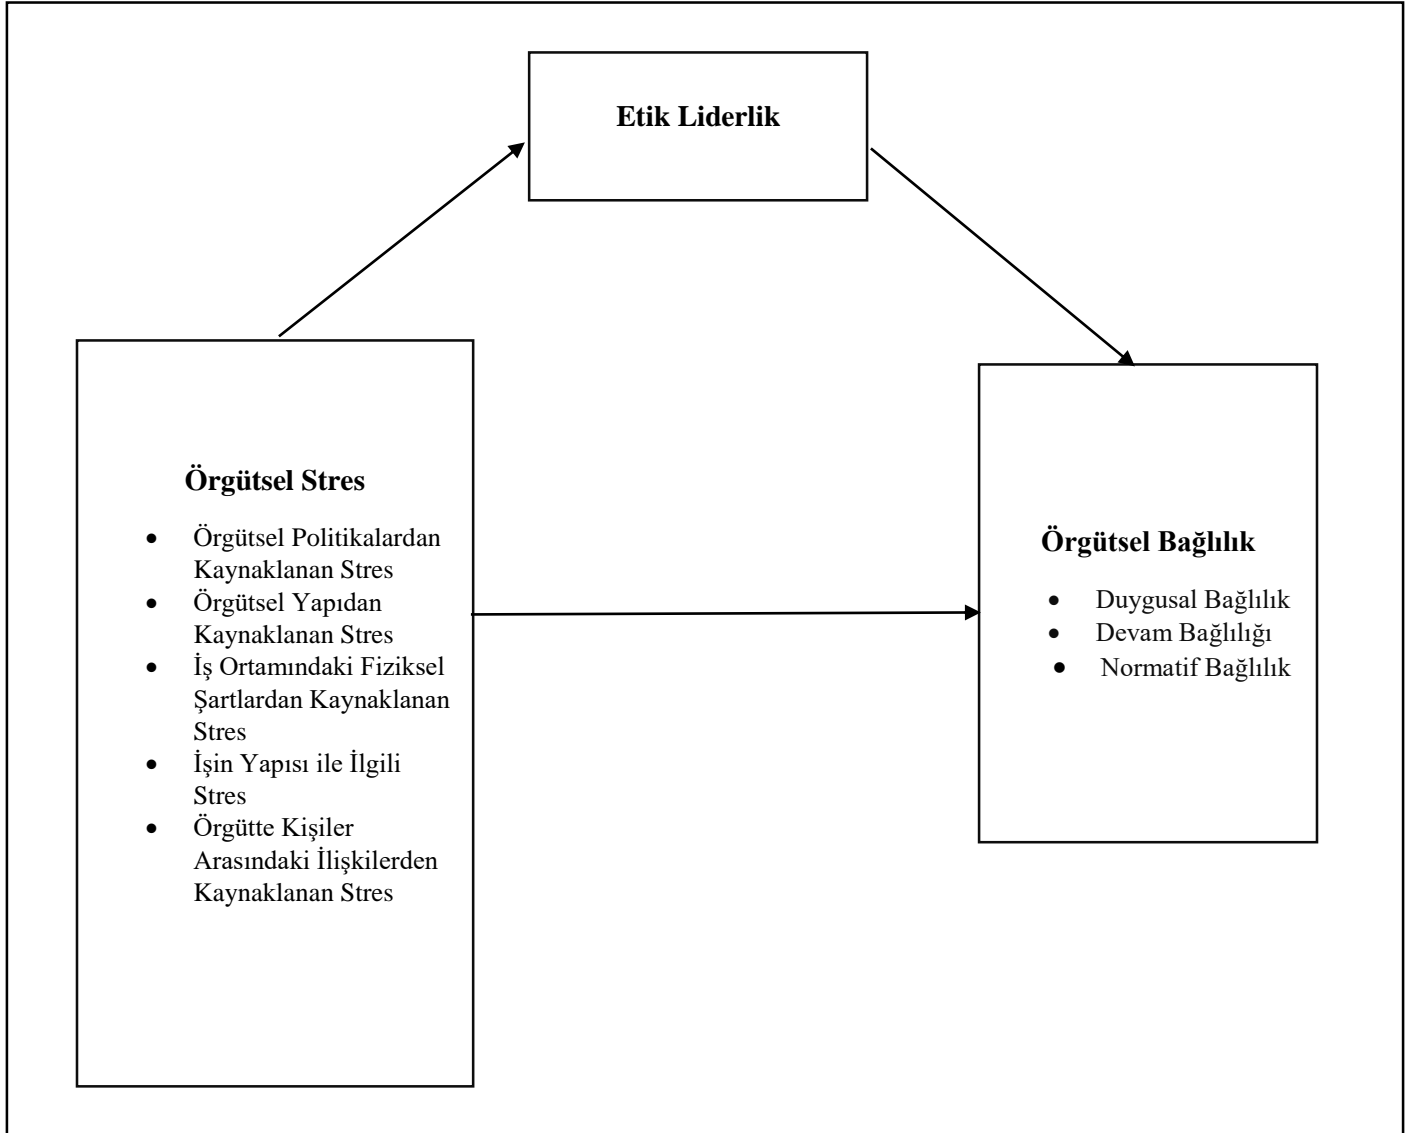 Etik Liderlik
Örgütsel Stres
• Örgütsel Politikalardan
Kaynaklanan Stres
• Örgütsel Yapıdan
Kaynaklanan Stres
• İş Ortamındaki Fiziksel
Şartlardan Kaynaklanan
Stres
• İşin Yapısı ile İlgili
Stres
• Örgütte Kişiler
Arasındaki İlişkilerden
Kaynaklanan Stres
Örgütsel Bağlılık
• Duygusal Bağlılık
• Devam Bağlılığı
• Normatif Bağlılık